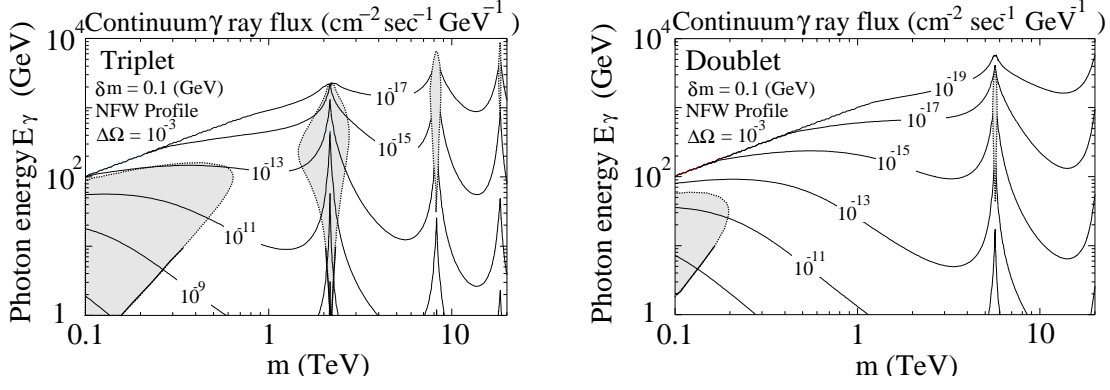 Continuum γ ray flux (cm⁻² sec⁻¹ GeV⁻¹)
10⁴
10²
1
Photon energy E_γ (GeV)
Triplet
δm = 0.1 (GeV)
NFW Profile
ΔΩ = 10⁻³
10⁻¹⁷
10⁻¹⁵
10⁻¹³
10⁻¹¹
10⁻⁹
0.1
1
10
m (TeV)
Continuum γ ray flux (cm⁻² sec⁻¹ GeV⁻¹)
10⁴
10²
1
Photon energy E_γ (GeV)
Doublet
δm = 0.1 (GeV)
NFW Profile
ΔΩ = 10⁻³
10⁻¹⁹
10⁻¹⁷
10⁻¹⁵
10⁻¹³
10⁻¹¹
0.1
1
10
m (TeV)